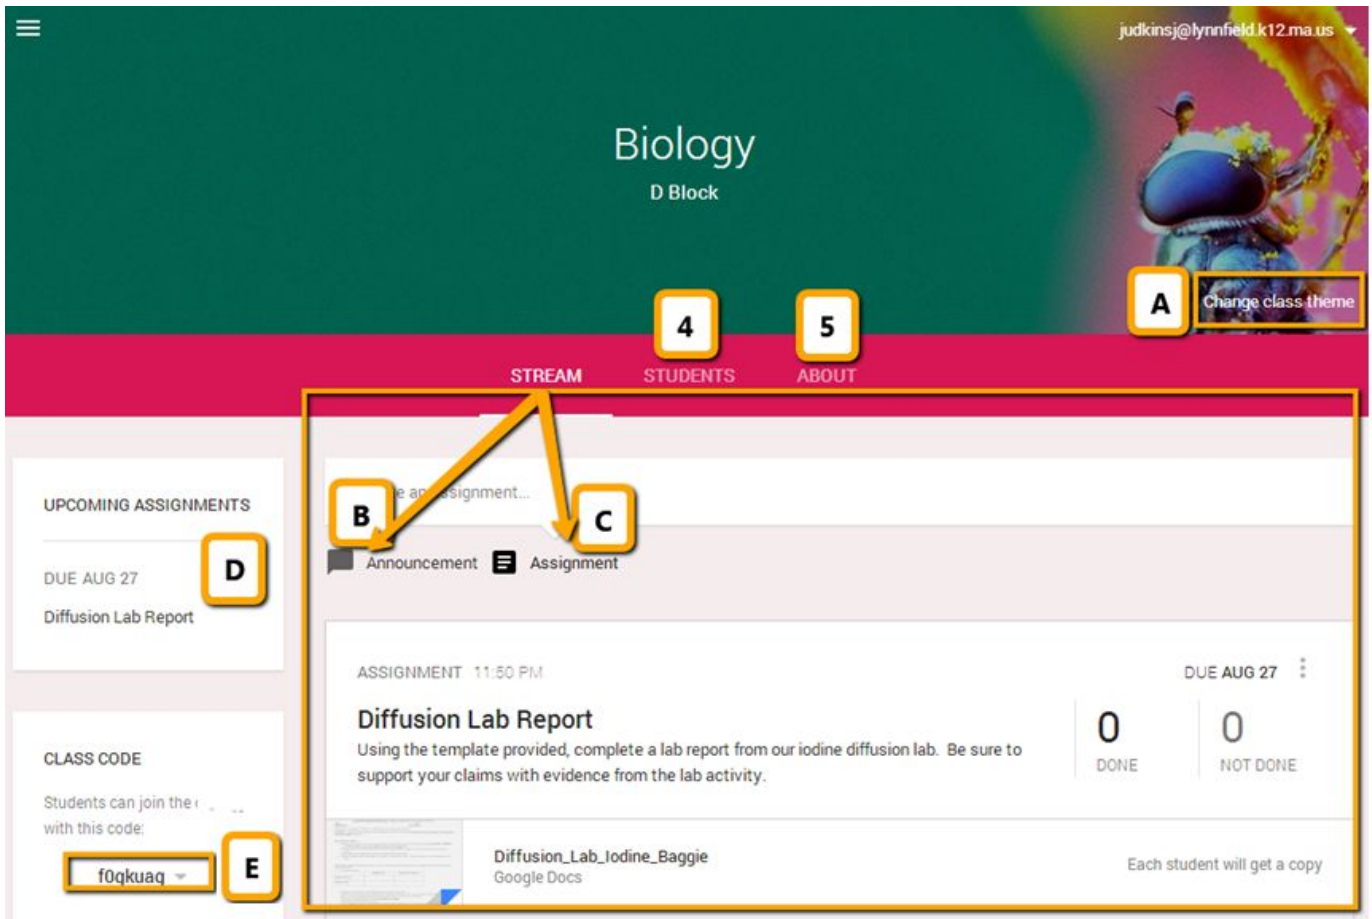 judkinsj@lynnfield.k12.ma.us
Biology
D Block
A
Change class theme
4
5
STREAM STUDENTS ABOUT
UPCOMING ASSIGNMENTS
D
DUE AUG 27
Diffusion Lab Report
B
assignment...
C
Announcement
Assignment
ASSIGNMENT 11:50 PM
DUE AUG 27
Diffusion Lab Report
Using the template provided, complete a lab report from our iodine diffusion lab. Be sure to
support your claims with evidence from the lab activity.
0
DONE
0
NOT DONE
CLASS CODE
Students can join the
with this code:
f0qkuaq
E
Diffusion_Lab_Iodine_Baggie
Google Docs
Each student will get a copy